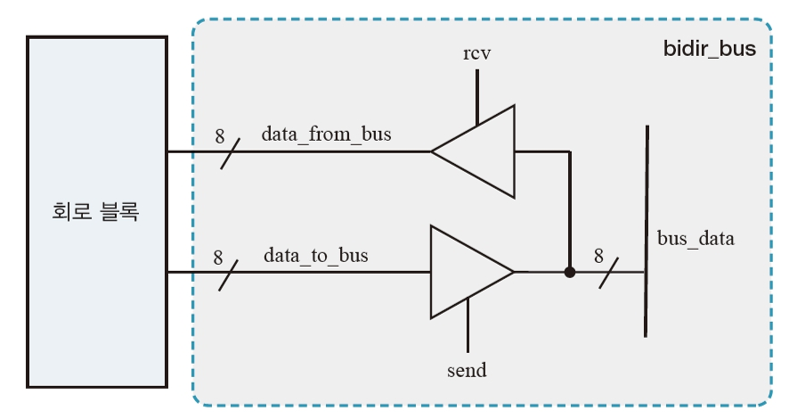 bidir_bus
rcv
8
data_from_bus
회로 블록
bus_data
8
data_to_bus
8
send